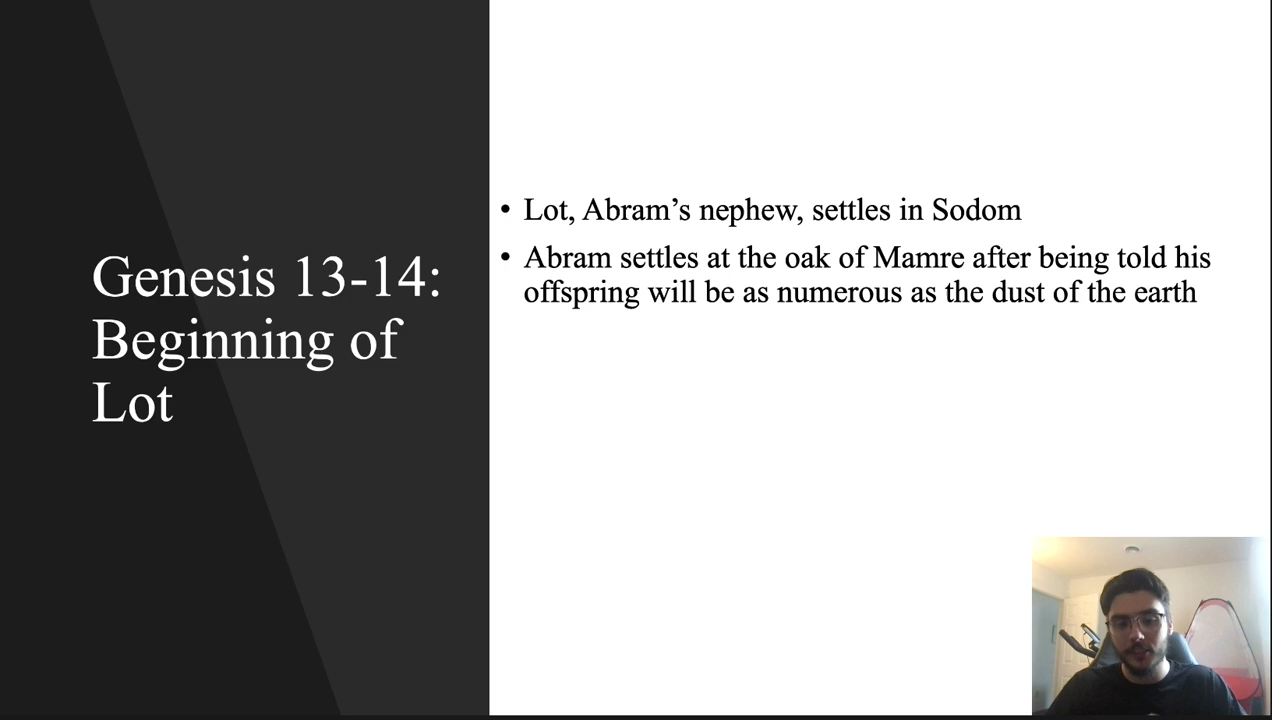 Genesis 13-14:
Beginning of
Lot
• Lot, Abram’s nephew, settles in Sodom
• Abram settles at the oak of Mamre after being told his
offspring will be as numerous as the dust of the earth